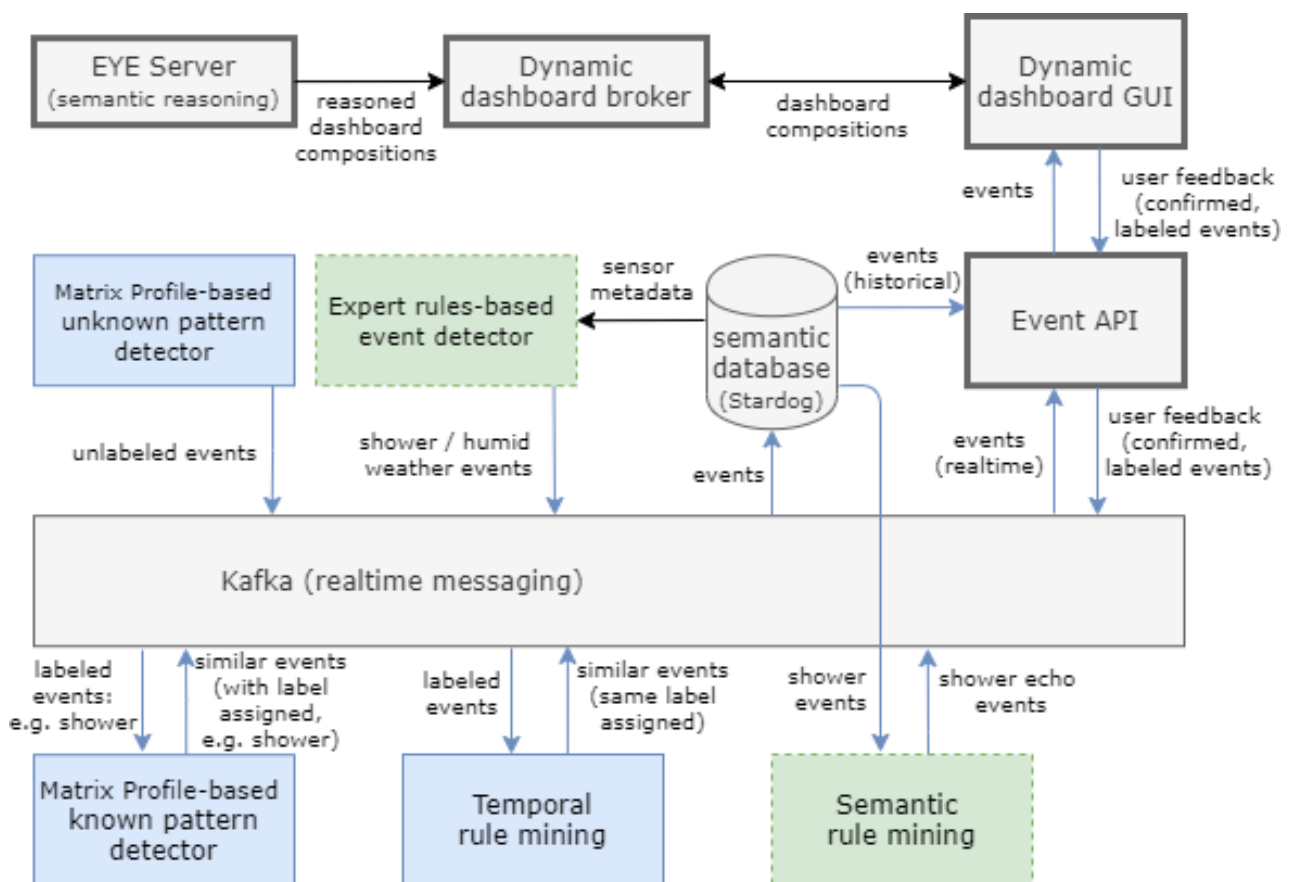 EYE Server
(semantic reasoning)
reasoned
dashboard
compositions
Dynamic
dashboard broker
dashboard
compositions
Dynamic
dashboard GUI
events
user feedback
(confirmed,
labeled events)
Matrix Profile-based
unknown pattern
detector
Expert rules-based
event detector
sensor
metadata
semantic
database
(Stardog)
events
(historical)
Event API
unlabeled events
shower / humid
weather events
events
events
(realtime)
user feedback
(confirmed,
labeled events)
Kafka (realtime messaging)
labeled
events:
e.g. shower
similar events
(with label
assigned,
e.g. shower)
labeled
events
similar events
(same label
assigned)
shower
events
shower echo
events
Matrix Profile-based
known pattern
detector
Temporal
rule mining
Semantic
rule mining